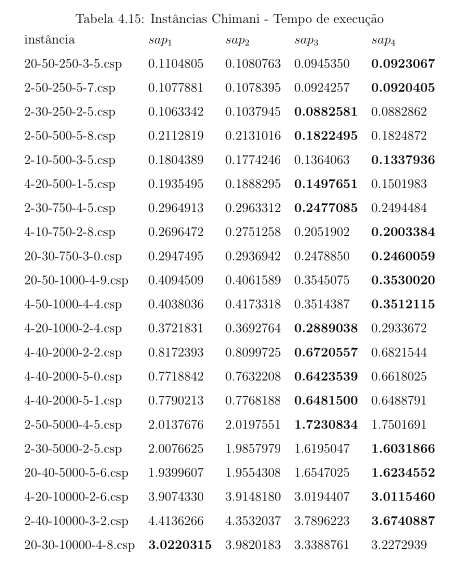 Tabela 4.15: Instâncias Chimani - Tempo de execução
instância sap1 sap2 sap3 sap4
20-50-250-3-5.csp 0.1104805 0.1080763 0.0945350 0.0923067
2-50-250-5-7.csp 0.1077881 0.1078395 0.0924257 0.0920405
2-30-250-2-5.csp 0.1063342 0.1037945 0.0882581 0.0882862
2-50-500-5-8.csp 0.2112819 0.2131016 0.1822495 0.1824872
2-10-500-3-5.csp 0.1804389 0.1774246 0.1364063 0.1337936
4-20-500-1-5.csp 0.1935495 0.1888295 0.1497651 0.1501983
2-30-750-4-5.csp 0.2964913 0.2963312 0.2477085 0.2494484
4-10-750-2-8.csp 0.2696472 0.2751258 0.2051902 0.2003384
20-30-750-3-0.csp 0.2947495 0.2936942 0.2478850 0.2460059
20-50-1000-4-9.csp 0.4094509 0.4061589 0.3545075 0.3530020
4-50-1000-4-4.csp 0.4038036 0.4173318 0.3514387 0.3512115
4-20-1000-2-4.csp 0.3721831 0.3692764 0.2889038 0.2933672
4-40-2000-2-2.csp 0.8172393 0.8099725 0.6720557 0.6821544
4-40-2000-5-0.csp 0.7718842 0.7632208 0.6423539 0.6618025
4-40-2000-5-1.csp 0.7790213 0.7768188 0.6481500 0.6488791
2-50-5000-4-5.csp 2.0137676 2.0197551 1.7230834 1.7501691
2-30-5000-2-5.csp 2.0076625 1.9857979 1.6195047 1.6031866
20-40-5000-5-6.csp 1.9399607 1.9554308 1.6547025 1.6234552
4-20-10000-2-6.csp 3.9074330 3.9148180 3.0194407 3.0115460
2-40-10000-3-2.csp 4.4136266 4.3532037 3.7896223 3.6740887
20-30-10000-4-8.csp 3.0220315 3.9820183 3.3388761 3.2272939